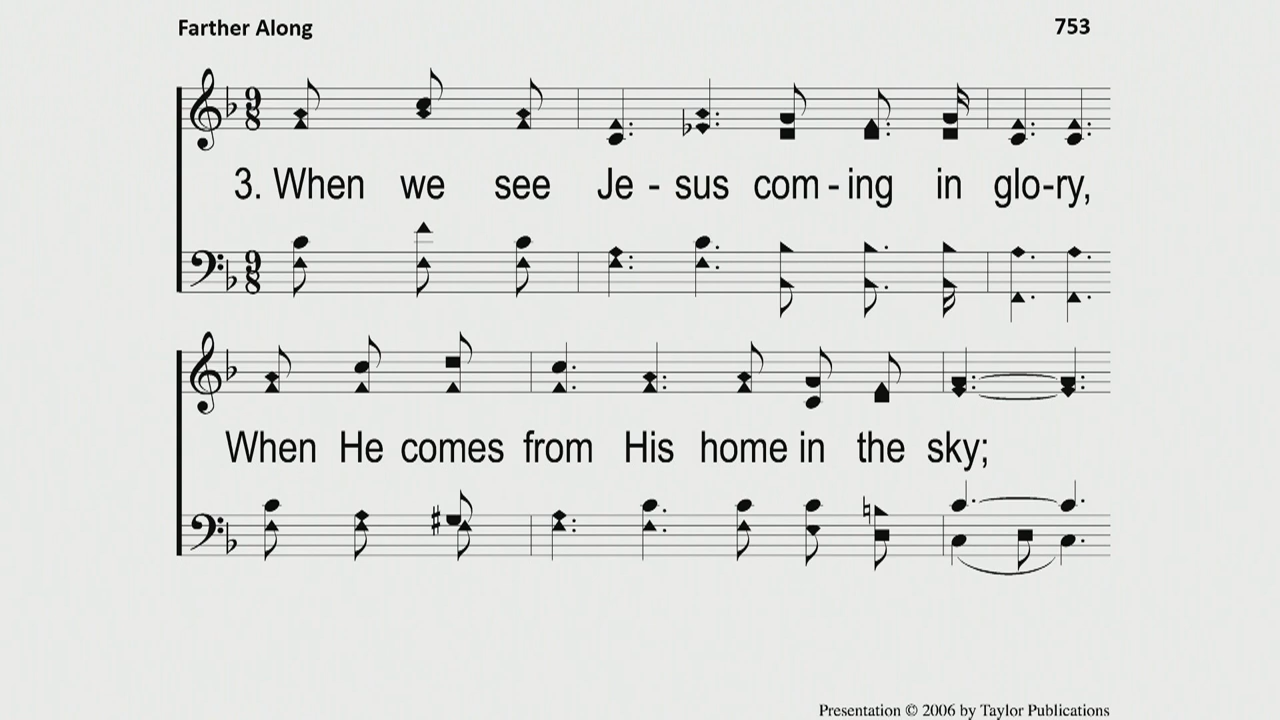 Farther Along 753
3. When we see Je - sus com - ing in glo - ry,
When He comes from His home in the sky;
Presentation © 2006 by Taylor Publications